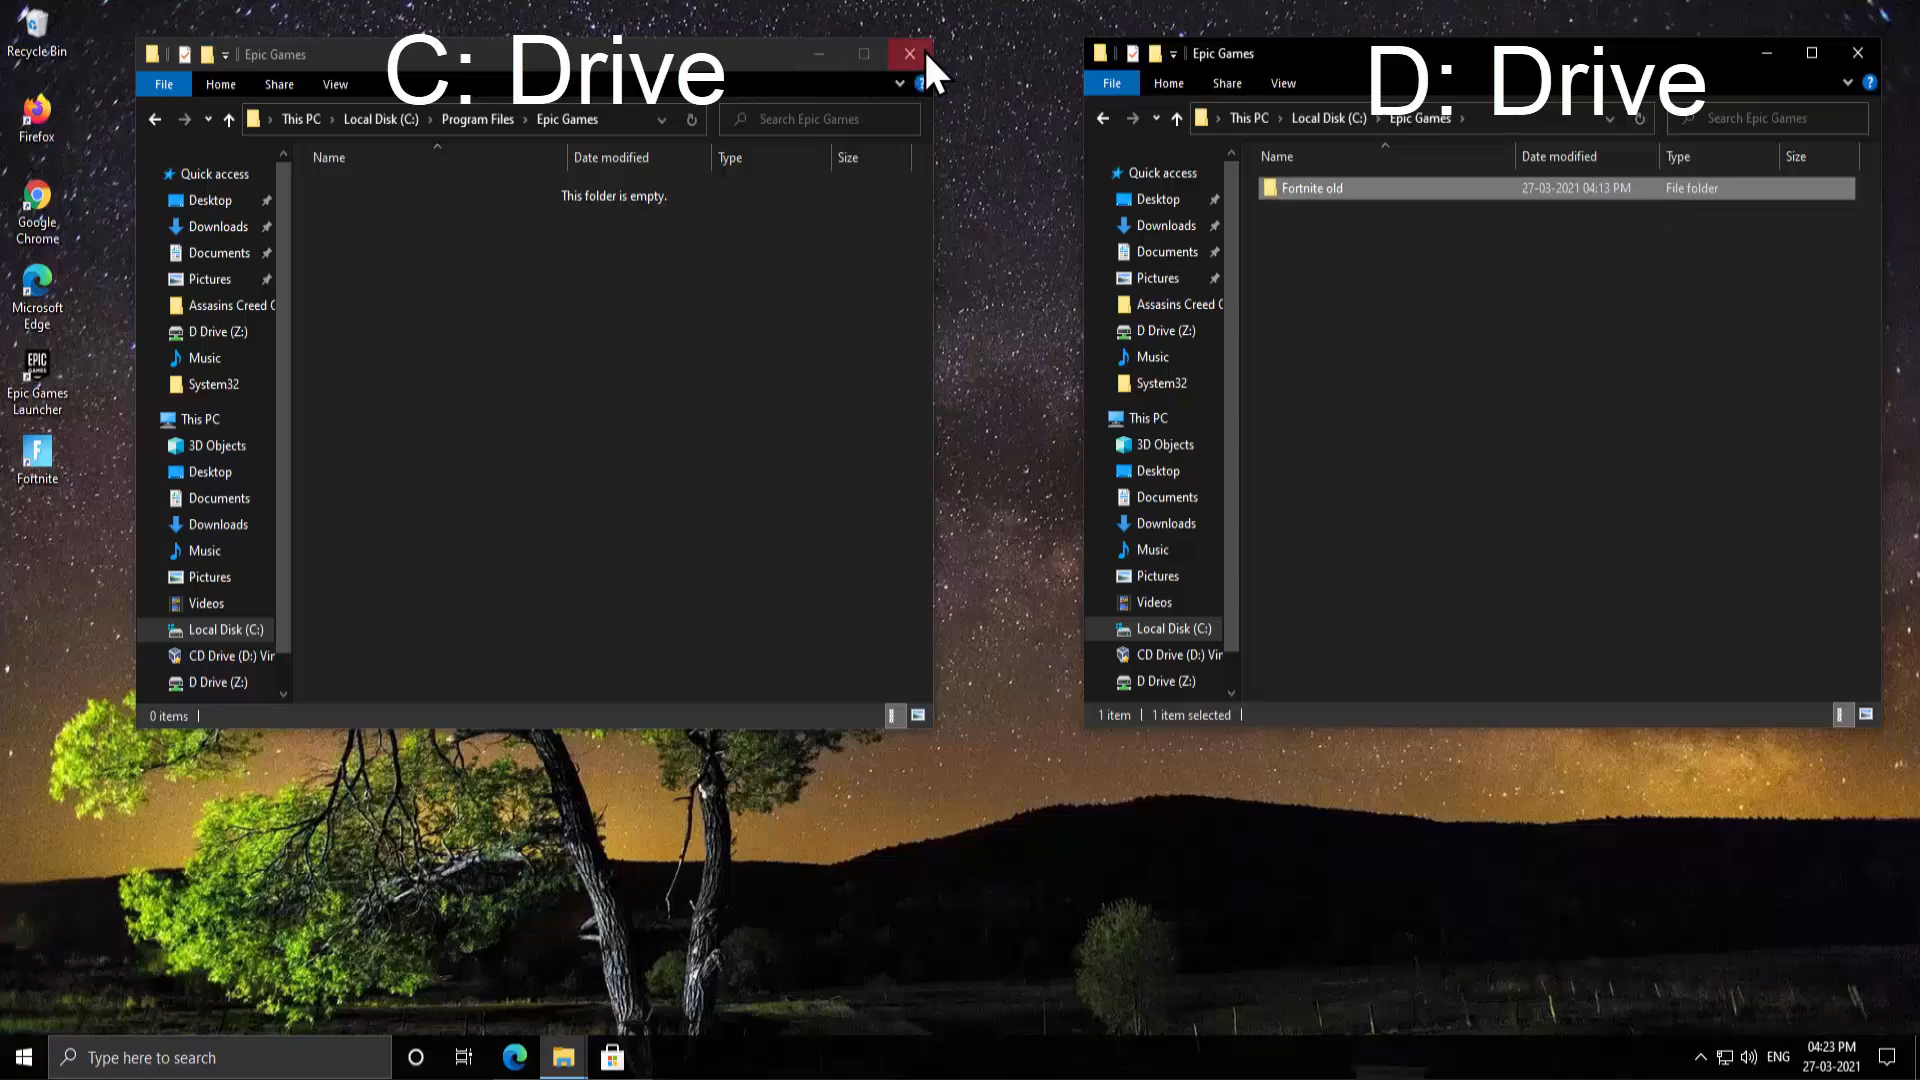 Recycle Bin
Firefox
Google
Chrome
Microsoft
Edge
Epic Games
Launcher
Fortnite
C: Drive
Epic Games
File Home Share View
This PC Local Disk (C:) Program Files Epic Games
Search Epic Games
Name Date modified Type Size
This folder is empty.
Quick access
Desktop
Downloads
Documents
Pictures
Assasins Creed
D Drive (Z:)
Music
System32
This PC
3D Objects
Desktop
Documents
Downloads
Music
Pictures
Videos
Local Disk (C:)
CD Drive (D:) Vir
D Drive (Z:)
0 items
D: Drive
Epic Games
File Home Share View
This PC Local Disk (C:) Epic Games
Search Epic Games
Name Date modified Type Size
Fortnite old 27-03-2021 04:13 PM File folder
Quick access
Desktop
Downloads
Documents
Pictures
Assasins Creed
D Drive (Z:)
Music
System32
This PC
3D Objects
Desktop
Documents
Downloads
Music
Pictures
Videos
Local Disk (C:)
CD Drive (D:) Vir
D Drive (Z:)
1 item 1 item selected
Type here to search
ENG
04:23 PM
27-03-2021